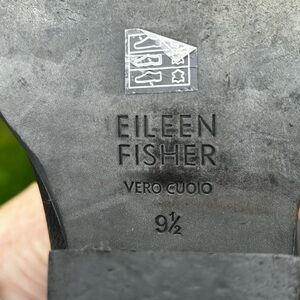 EILEEN
FISHER
VERO CUOIO
9½